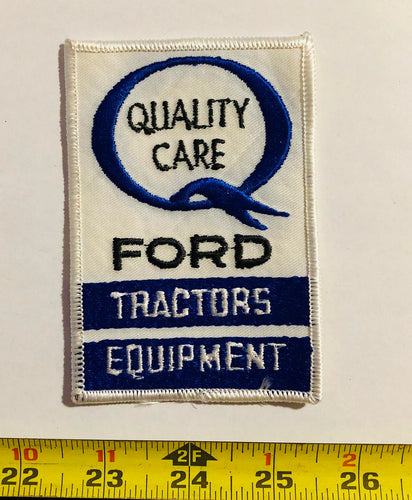 QUALITY
CARE
FORD
TRACTORS
EQUIPMENT
10 11 2F 1 2
22 23 24 25 26